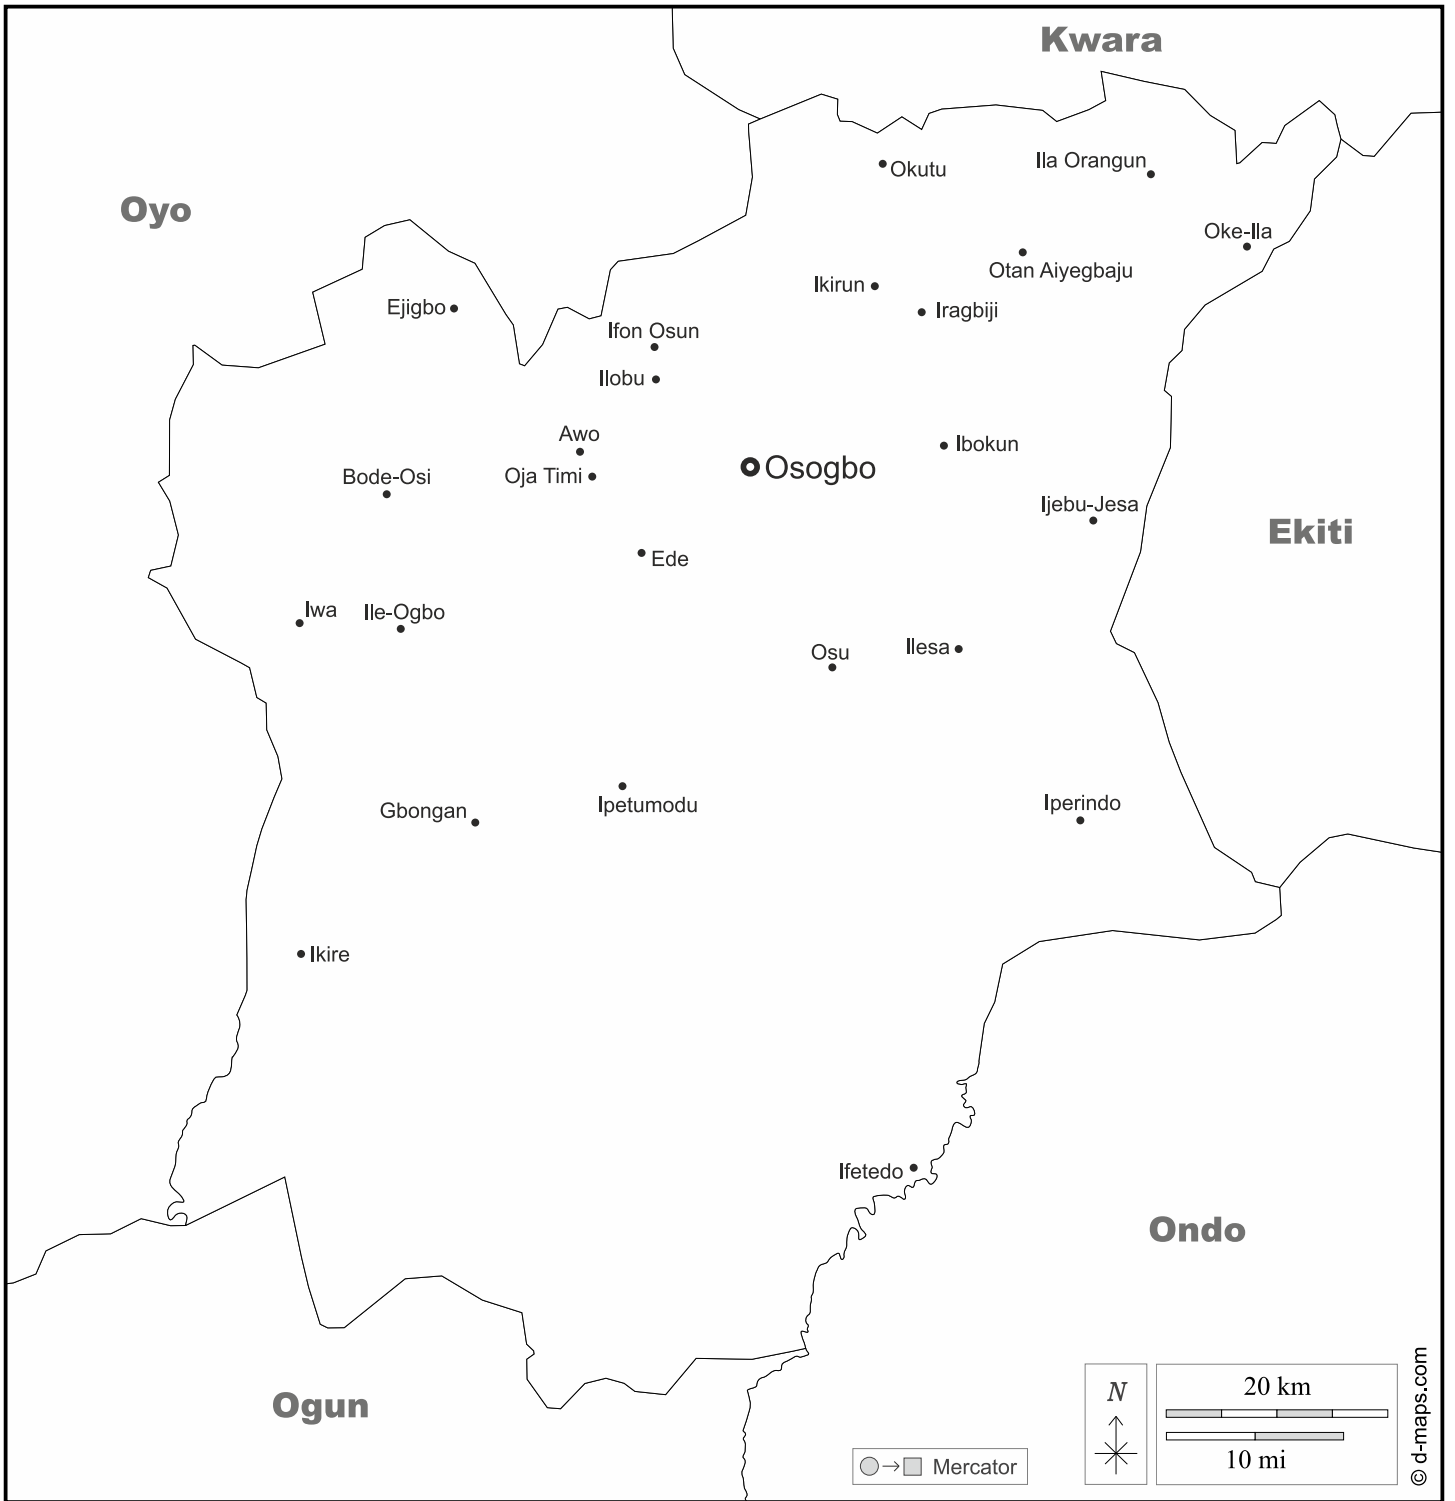 Kwara
Okutu
Ila Orangun
Oyo
Oke-Ila
Otan Aiyegbaju
Ikirun
Ejigbo
Iragbiji
Ifon Osun
Ilobu
Awo
Ibokun
Osogbo
Bode-Osi
Oja Timi
Ijebu-Jesa
Ekiti
Ede
Iwa
Ile-Ogbo
Ilesa
Osu
Iperindo
Ipetumodu
Gbongan
Ikire
Ifetedo
Ondo
Ogun
N
20 km
10 mi
Mercator
© d-maps.com